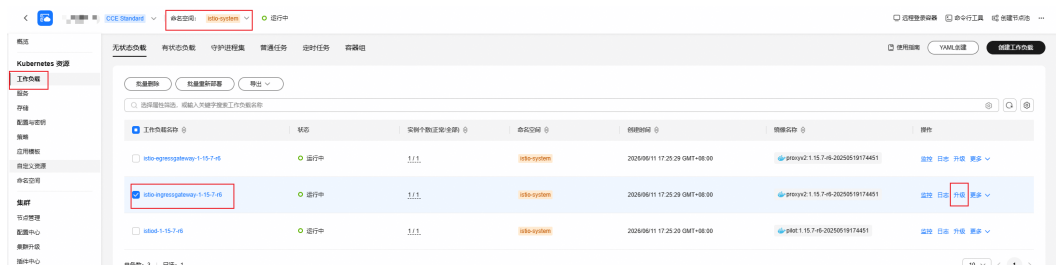 CCE Standard 命名空间: istio-system 运行中 远程登录容器 命令行工具 创建节点池
概览
Kubernetes 资源
工作负载
服务
存储
配置与密钥
策略
应用模板
自定义资源
命名空间
集群
节点管理
配置中心
集群升级
插件中心
无状态负载 有状态负载 守护进程集 普通任务 定时任务 容器组 使用指南 YAML创建 创建工作负载
批量删除 批量重新部署 导出
选择属性筛选，或输入关键字搜索工作负载名称
工作负载名称 状态 实例个数(正常/全部) 命名空间 创建时间 镜像名称 操作
istio-egressgateway-1-15-7-r6 运行中 1 / 1 istio-system 2026/06/11 17:25:29 GMT+08:00 proxyv2:1.15.7-r6-20250519174451 监控 日志 升级 更多
istio-ingressgateway-1-15-7-r6 运行中 1 / 1 istio-system 2026/06/11 17:25:29 GMT+08:00 proxyv2:1.15.7-r6-20250519174451 监控 日志 升级 更多
istiod-1-15-7-r6 运行中 1 / 1 istio-system 2026/06/11 17:25:20 GMT+08:00 pilot:1.15.7-r6-20250519174451 监控 日志 升级 更多